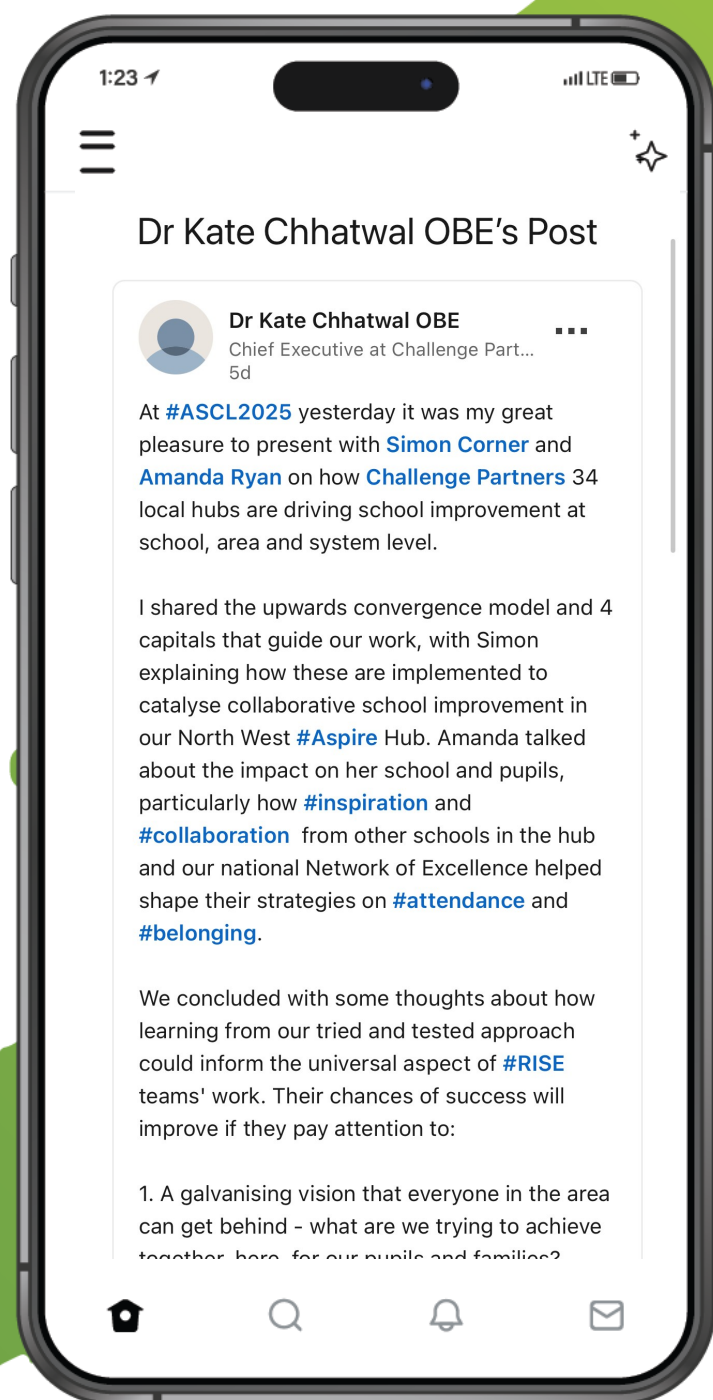 1:23
LTE
Dr Kate Chhatwal OBE’s Post
Dr Kate Chhatwal OBE
Chief Executive at Challenge Part...
5d
At #ASCL2025 yesterday it was my great
pleasure to present with Simon Corner and
Amanda Ryan on how Challenge Partners 34
local hubs are driving school improvement at
school, area and system level.
I shared the upwards convergence model and 4
capitals that guide our work, with Simon
explaining how these are implemented to
catalyse collaborative school improvement in
our North West #Aspire Hub. Amanda talked
about the impact on her school and pupils,
particularly how #inspiration and
#collaboration  from other schools in the hub
and our national Network of Excellence helped
shape their strategies on #attendance and
#belonging.
We concluded with some thoughts about how
learning from our tried and tested approach
could inform the universal aspect of #RISE
teams' work. Their chances of success will
improve if they pay attention to:
1. A galvanising vision that everyone in the area
can get behind - what are we trying to achieve
together, here, for our pupils and families?